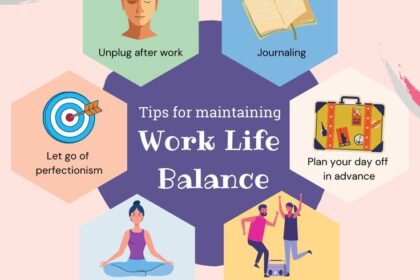 Unplug after work
Journaling
Tips for maintaining
Work Life
Balance
Let go of
perfectionism
Plan your day off
in advance